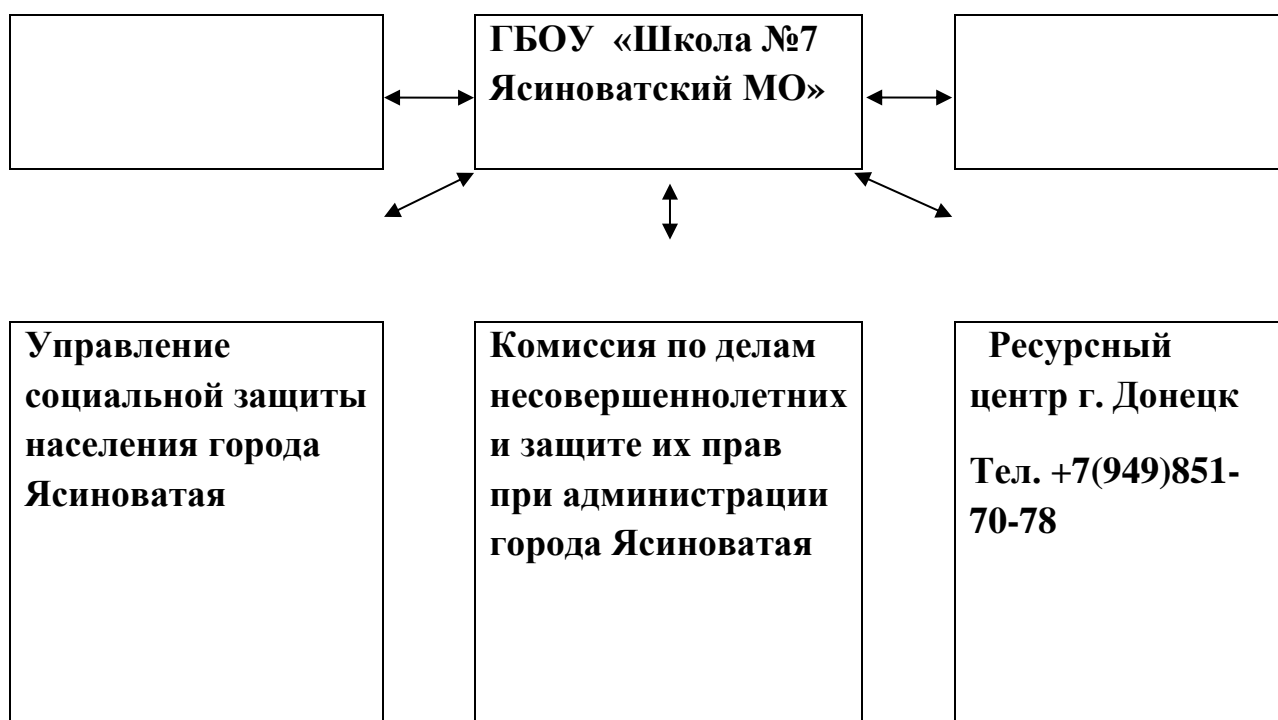 ГБОУ «Школа №7
Ясиноватский МО»
Управление
социальной защиты
населения города
Ясиноватая
Комиссия по делам
несовершеннолетних
и защите их прав
при администрации
города Ясиноватая
Ресурсный
центр г. Донецк
Тел. +7(949)851-
70-78